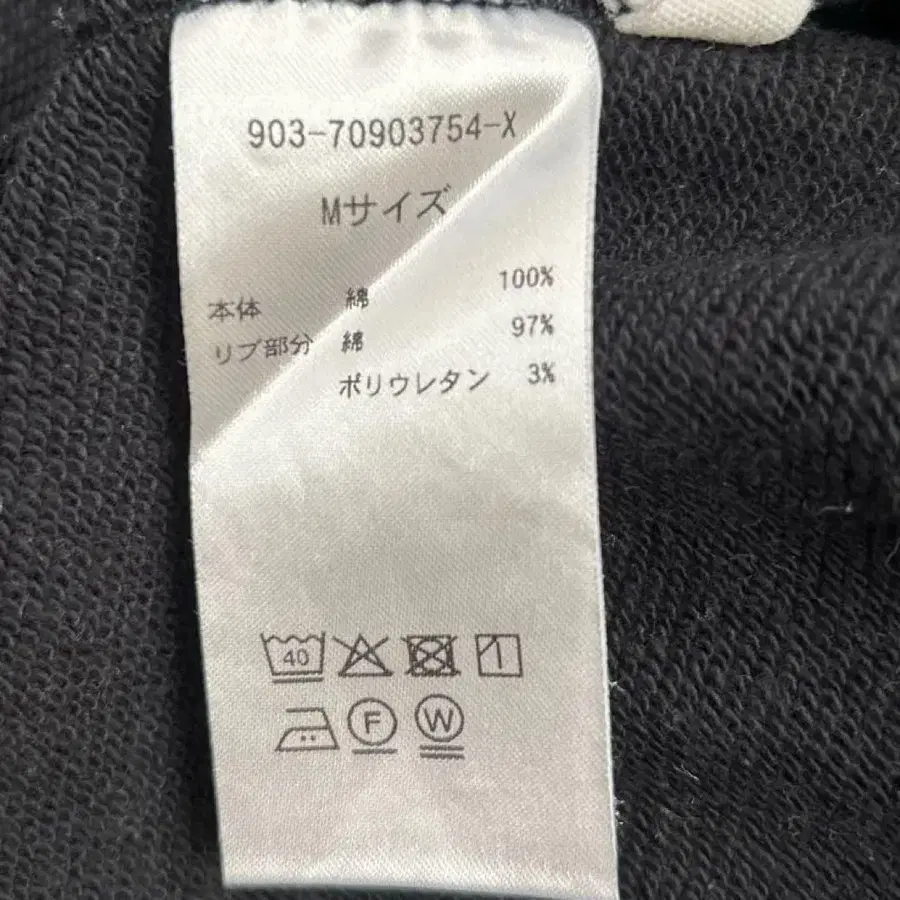 903-70903754-X
Mサイズ
本体 綿 100%
リブ部分 綿 97%
ポリウレタン 3%
40
F W